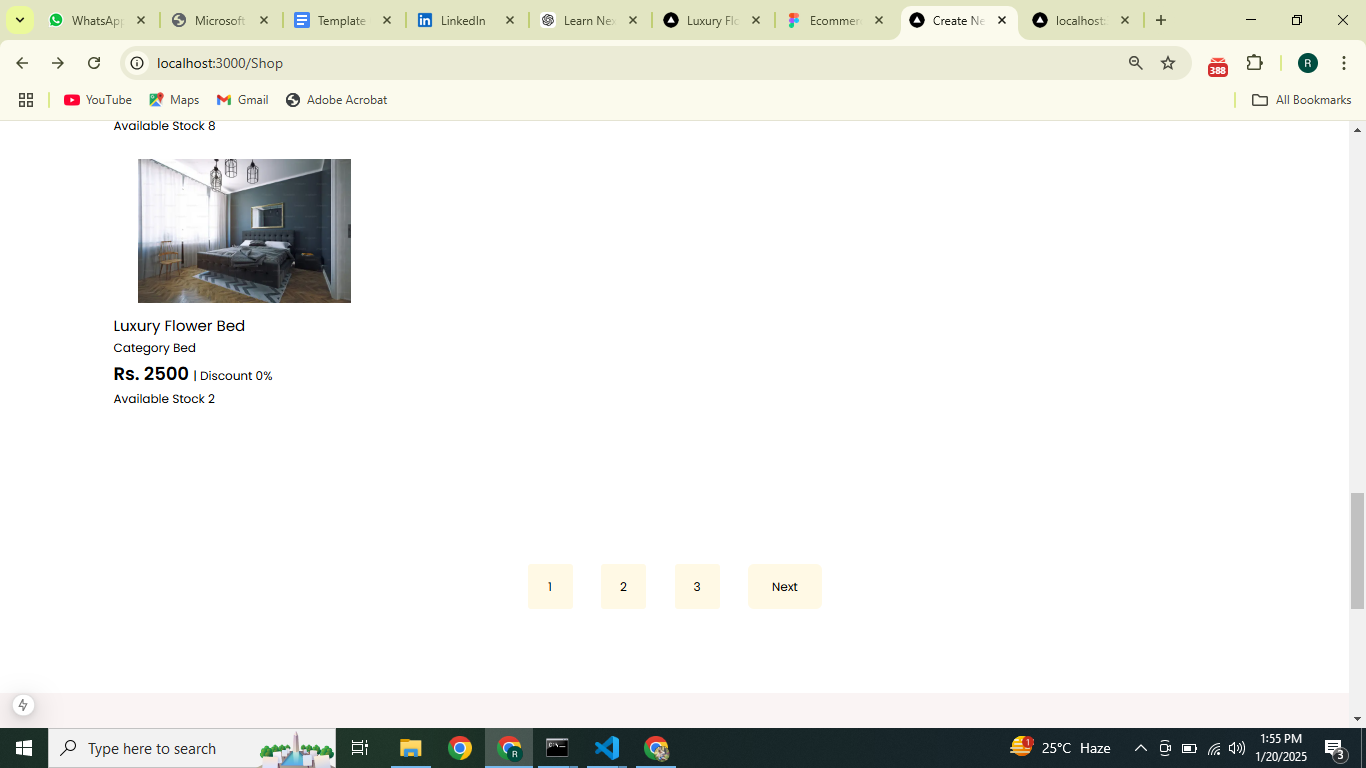 WhatsApp
Microsoft
Template
LinkedIn
Learn Nex
Luxury Flo
Ecommer
Create Ne
localhost:
localhost:3000/Shop
388
R
YouTube
Maps
Gmail
Adobe Acrobat
All Bookmarks
Available Stock 8
Luxury Flower Bed
Category Bed
Rs. 2500 | Discount 0%
Available Stock 2
1
2
3
Next
Type here to search
R
1
25°C Haze
1:55 PM
1/20/2025
3